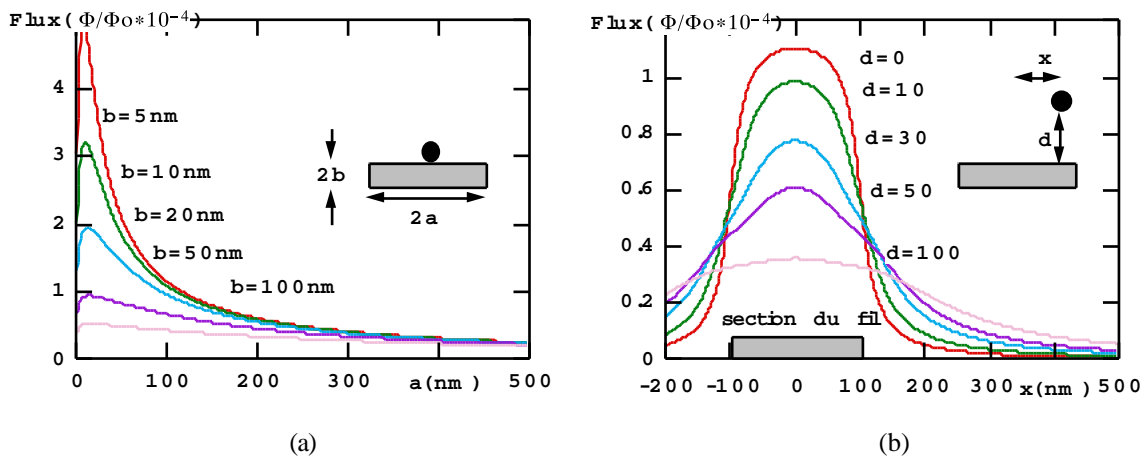 Flux(Φ/Φo*10⁻⁴)
4
3
2
1
0
b=5nm
b=10nm
b=20nm
b=50nm
b=100nm
2b
2a
0
100
200
300
400
500
a(nm)
(a)
Flux(Φ/Φo*10⁻⁴)
1
0.8
0.6
0.4
0.2
0
d=0
d=10
d=30
d=50
d=100
x
d
section du fil
-200
-100
0
100
200
300
400
500
x(nm)
(b)